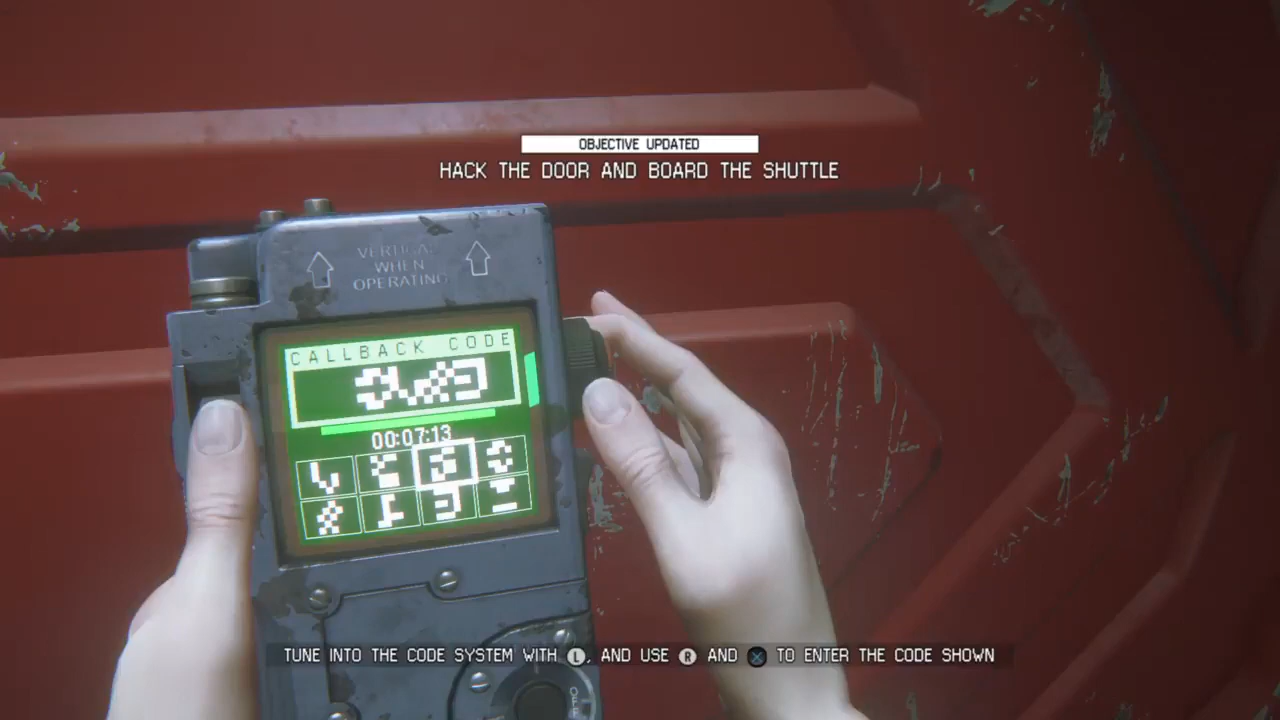 OBJECTIVE UPDATED
HACK THE DOOR AND BOARD THE SHUTTLE
VERTICAL
WHEN
OPERATING
CALLBACK CODE
00:07:13
TUNE INTO THE CODE SYSTEM WITH L, AND USE R AND X TO ENTER THE CODE SHOWN